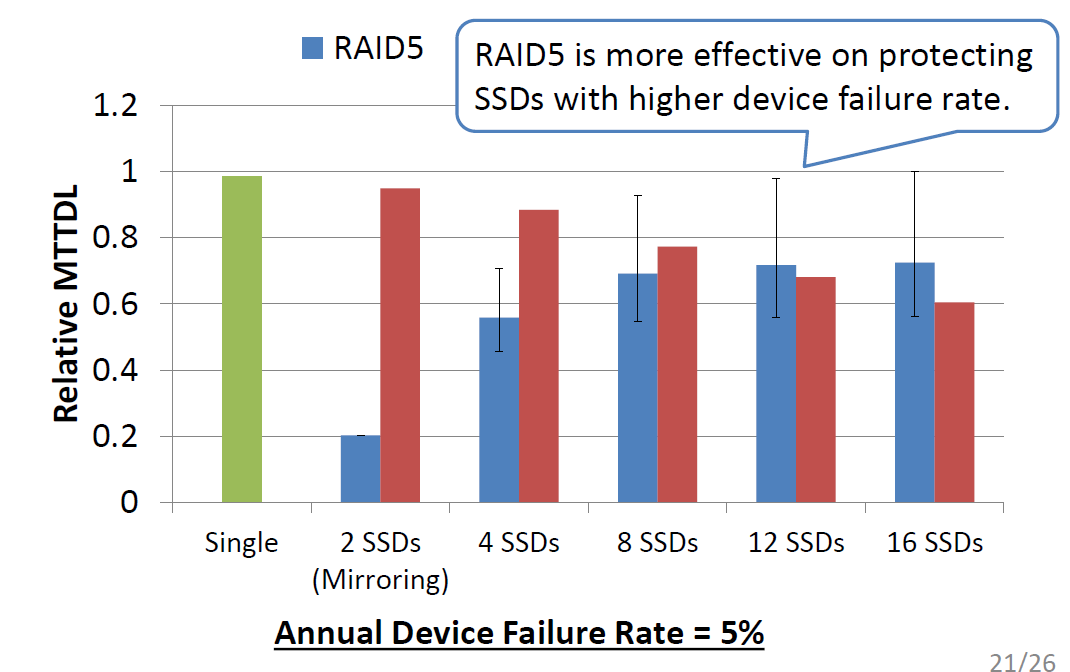 RAID5
RAID5 is more effective on protecting
SSDs with higher device failure rate.
1.2
1
0.8
0.6
0.4
0.2
0
Relative MTTDL
Single
2 SSDs
(Mirroring)
4 SSDs
8 SSDs
12 SSDs
16 SSDs
Annual Device Failure Rate = 5%
21/26